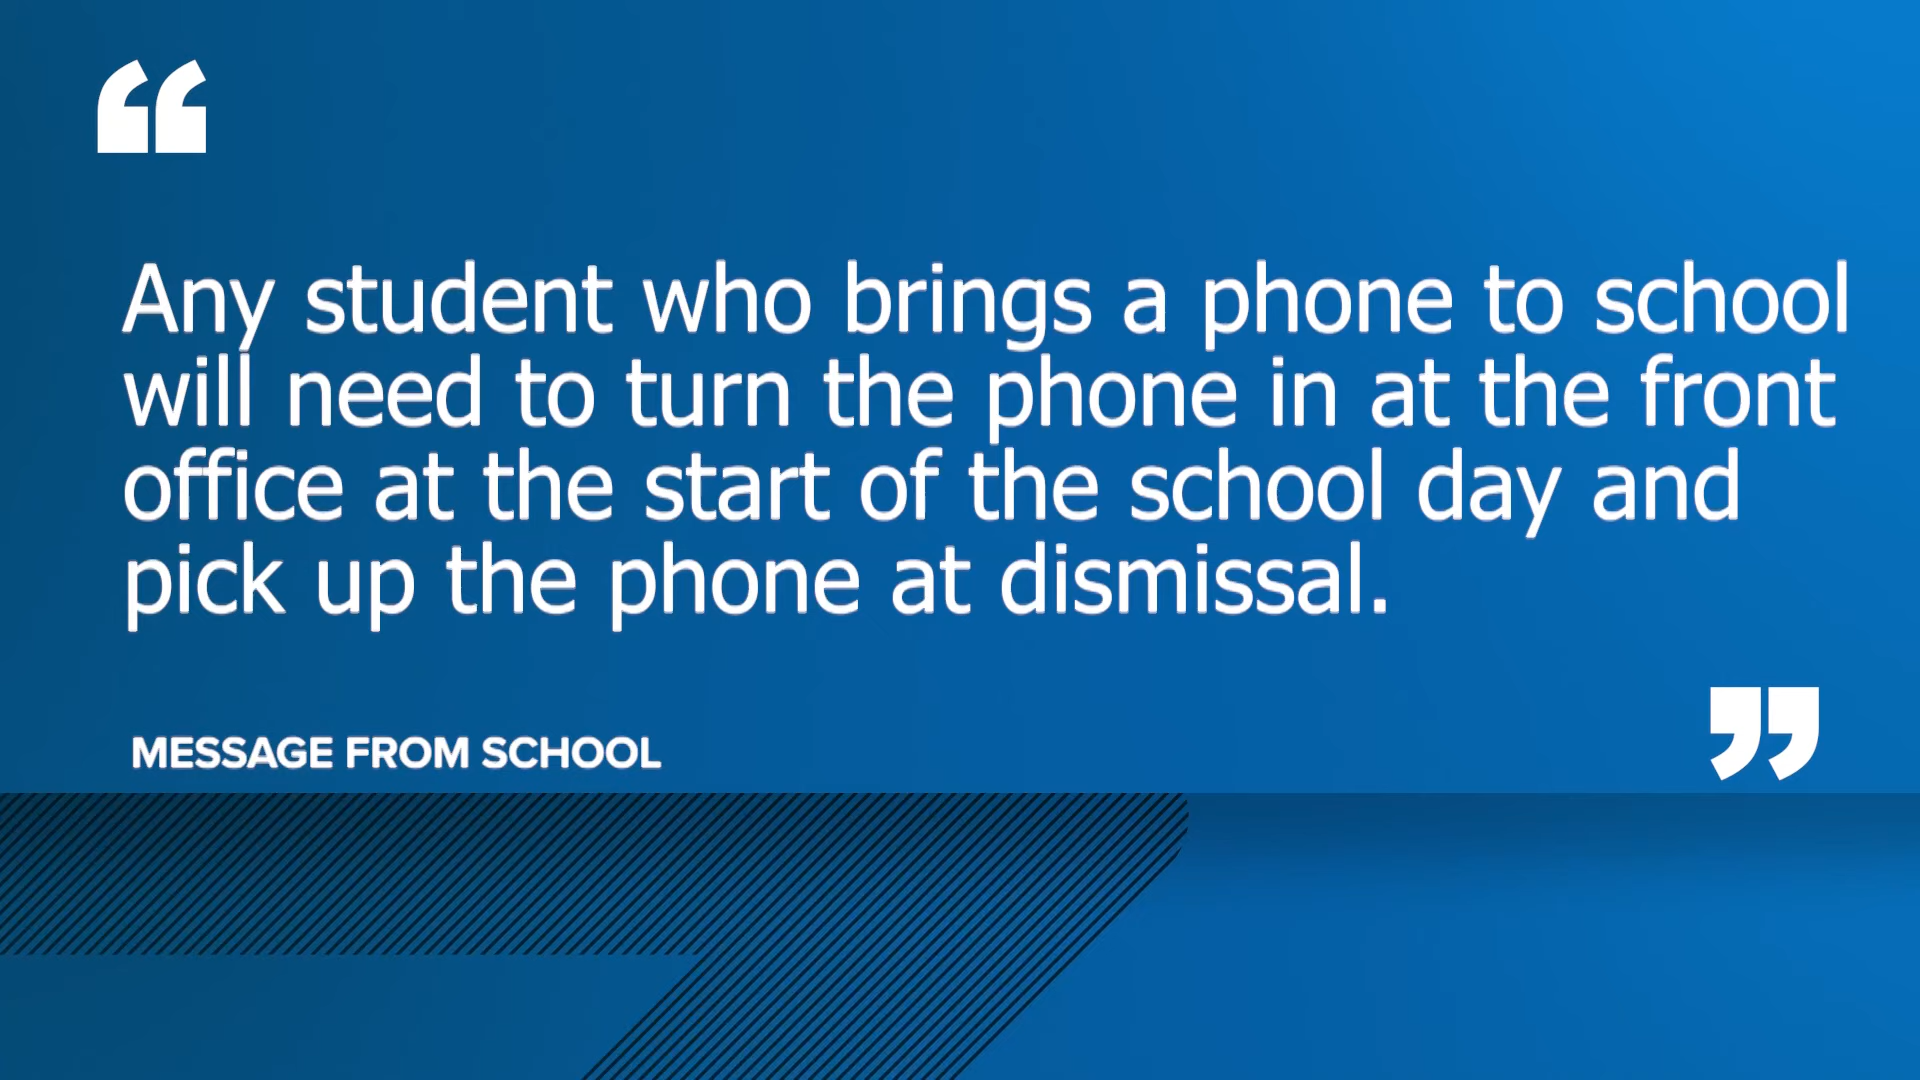 “
Any student who brings a phone to school
will need to turn the phone in at the front
office at the start of the school day and
pick up the phone at dismissal.
”
MESSAGE FROM SCHOOL